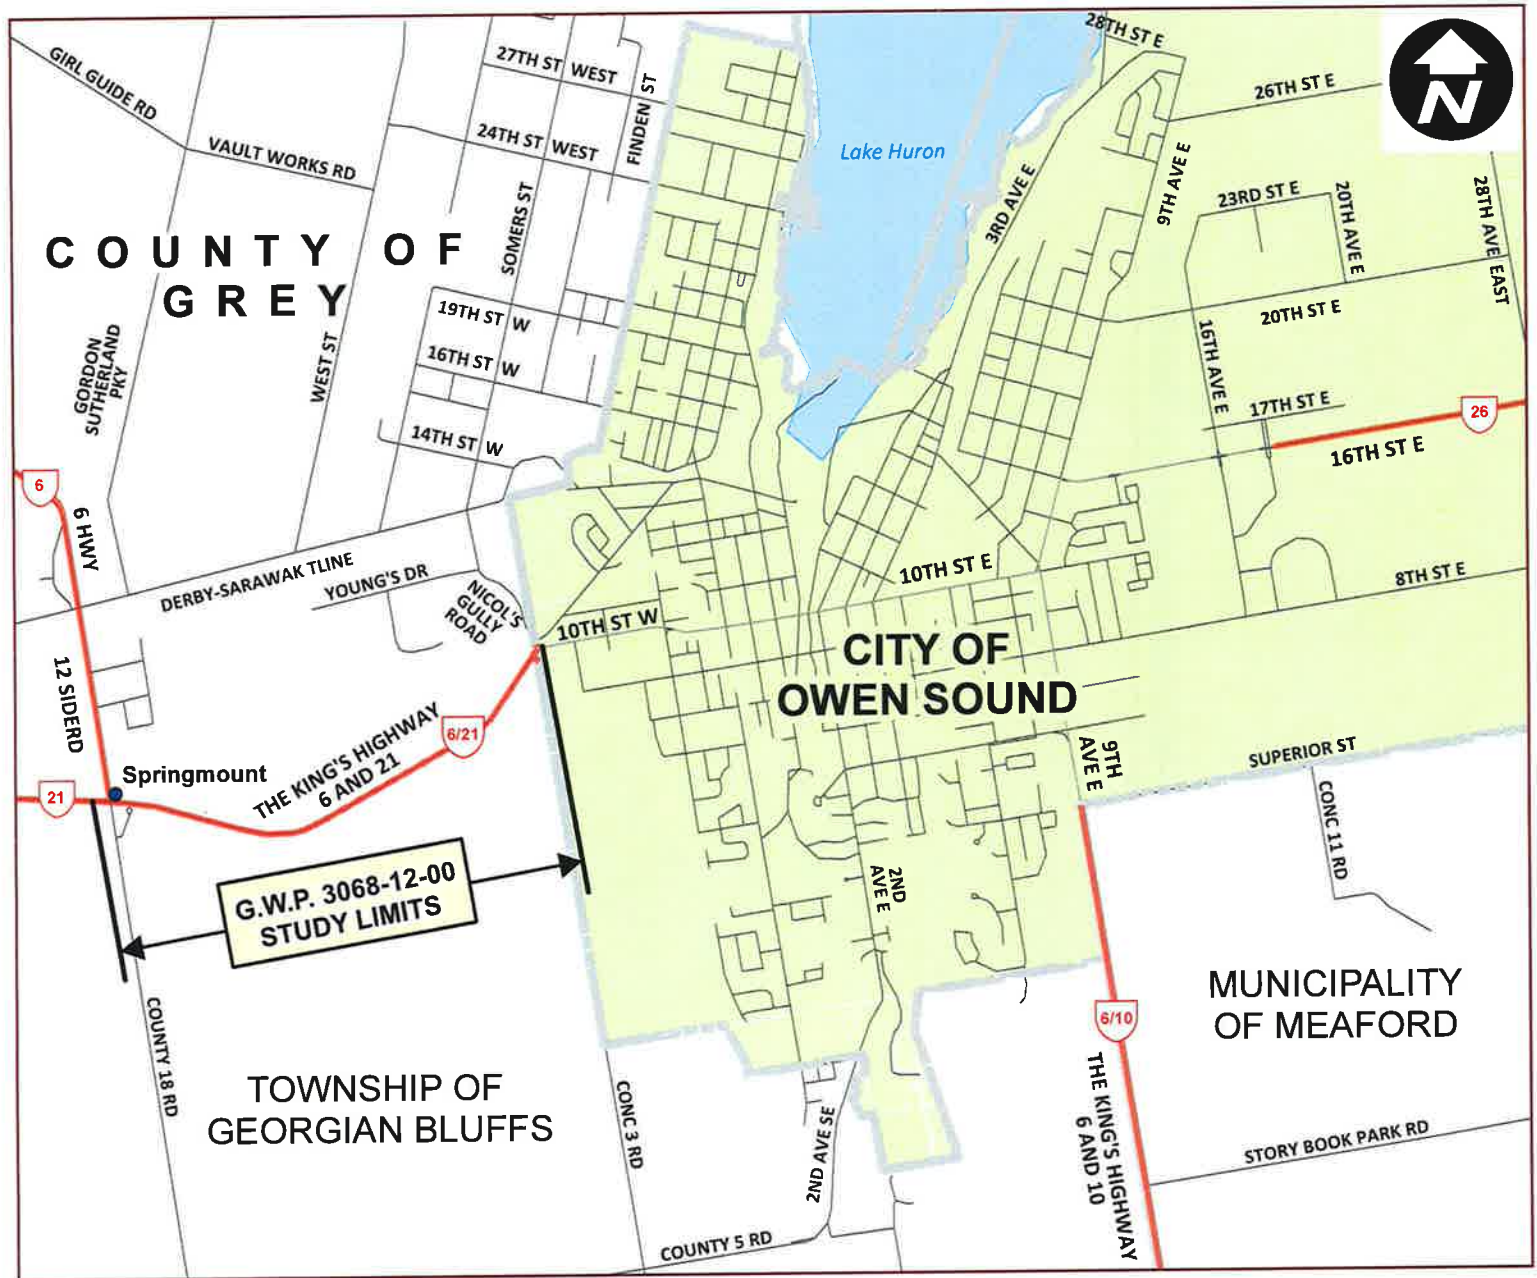 28TH ST E
GIRL GUIDE RD
27TH ST WEST
FINDEN ST
26TH ST E
N
24TH ST WEST
VAULT WORKS RD
Lake Huron
3RD AVE E
9TH AVE E
23RD ST E
20TH AVE E
28TH AVE EAST
COUNTY OF
GREY
SOMERS ST
19TH ST W
20TH ST E
GORDON
SUTHERLAND
PKY
WEST ST
16TH ST W
16TH AVE E
17TH ST E
26
14TH ST W
16TH ST E
6
6 HWY
DERBY-SARAWAK TLINE
YOUNG'S DR
NICOL'S
GULLY
ROAD
10TH ST E
8TH ST E
10TH ST W
CITY OF
OWEN SOUND
12 SIDERD
6/21
THE KING'S HIGHWAY
6 AND 21
Springmount
21
9TH
AVE E
SUPERIOR ST
CONC 11 RD
G.W.P. 3068-12-00
STUDY LIMITS
2ND
AVE E
MUNICIPALITY
OF MEAFORD
6/10
COUNTY 18 RD
TOWNSHIP OF
GEORGIAN BLUFFS
CONC 3 RD
2ND AVE SE
THE KING'S HIGHWAY
6 AND 10
STORY BOOK PARK RD
COUNTY 5 RD